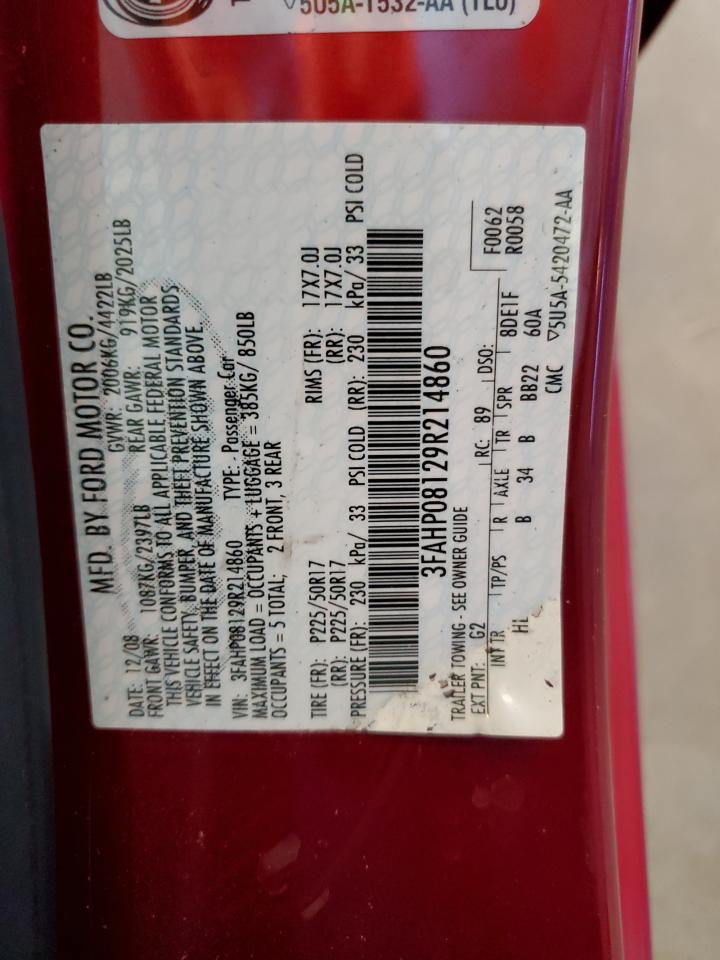 ▽5U5A-1532-AA (TLU)
MFD. BY FORD MOTOR CO.
DATE: 12/08 GVWR: 2006KG/4422LB
FRONT GAWR: 1087KG/2397LB REAR GAWR: 919KG/2025LB
THIS VEHICLE CONFORMS TO ALL APPLICABLE FEDERAL MOTOR
VEHICLE SAFETY, BUMPER, AND THEFT PREVENTION STANDARDS
IN EFFECT ON THE DATE OF MANUFACTURE SHOWN ABOVE.
VIN: 3FAHP08129R214860 TYPE: Passenger Car
MAXIMUM LOAD = OCCUPANTS + LUGGAGE = 385KG/ 850LB
OCCUPANTS = 5 TOTAL; 2 FRONT, 3 REAR
TIRE (FR): P225/50R17 RIMS (FR): 17X7.0J
(RR): P225/50R17 (RR): 17X7.0J
PRESSURE (FR): 230 kPa/ 33 PSI COLD (RR): 230 kPa/ 33 PSI COLD
3FAHP08129R214860
TRAILER TOWING - SEE OWNER GUIDE
F0062
EXT PNT: G2 RC: 89 DSO: R0058
INT TR TP/PS R AXLE TR SPR 8DE1F
HL B 34 B BB22 60A
CMC ▽5U5A-5420472-AA